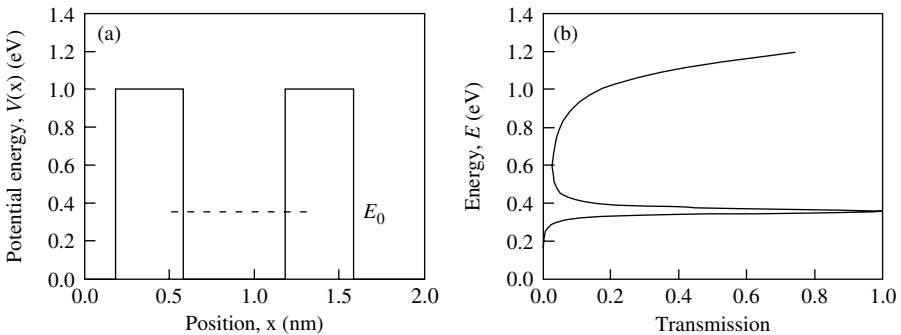 (a)
1.4
1.2
1.0
0.8
0.6
0.4
0.2
0.0
Potential energy, V(x) (eV)
E0
0.0 0.5 1.0 1.5 2.0
Position, x (nm)
(b)
1.4
1.2
1.0
0.8
0.6
0.4
0.2
0.0
Energy, E (eV)
0.0 0.2 0.4 0.6 0.8 1.0
Transmission